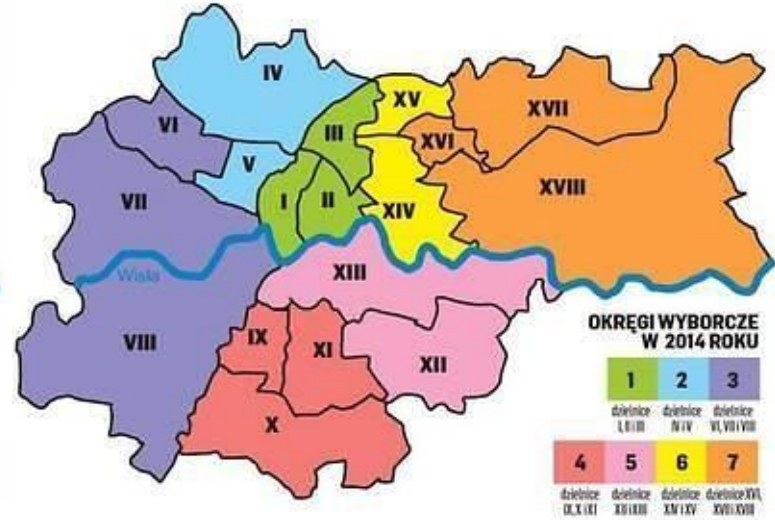 IV
XV
XVII
VI
III
XVI
V
VII
I
II
XIV
XVIII
Wisła
XIII
VIII
IX
XI
XII
X
OKRĘGI WYBORCZE
W 2014 ROKU
1 2 3
dzielnice dzielnice dzielnice
I, II i III IV i V VI, VII i VIII
4 5 6 7
dzielnice dzielnice dzielnice dzielnice XVI,
IX, X i XI XII i XIII XIV i XV XVII i XVIII